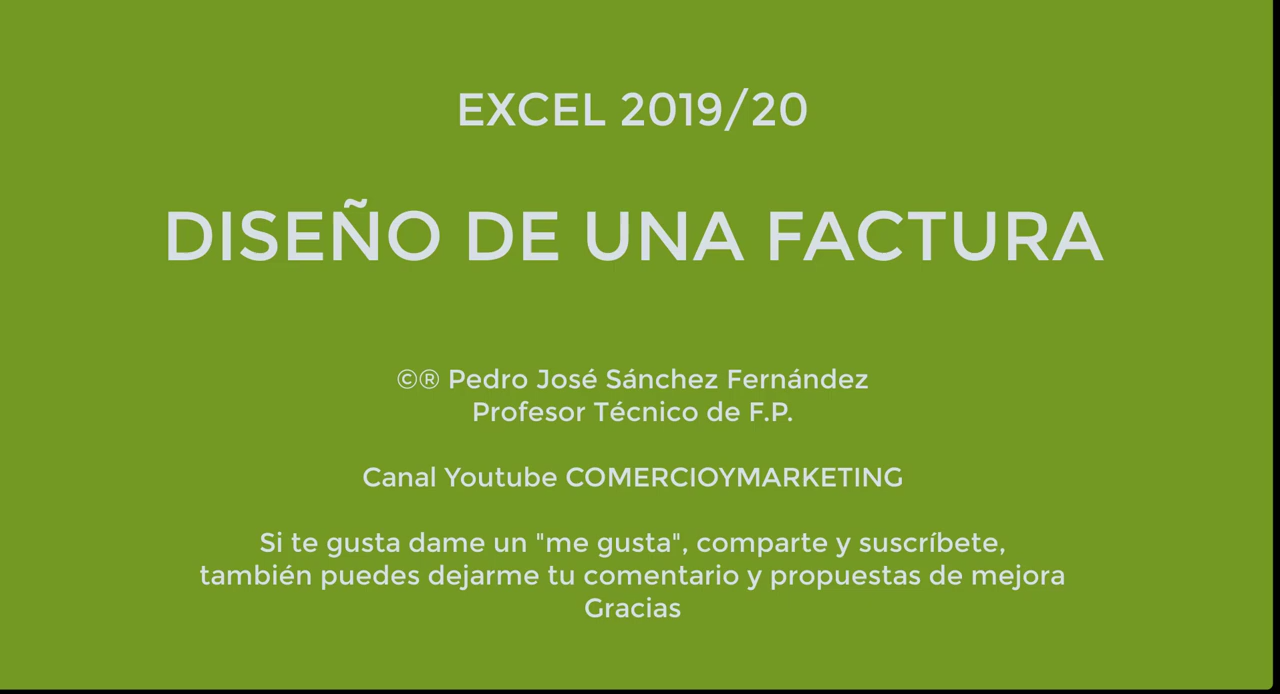 EXCEL 2019/20
DISEÑO DE UNA FACTURA
©® Pedro José Sánchez Fernández
Profesor Técnico de F.P.
Canal Youtube COMERCIOYMARKETING
Si te gusta dame un "me gusta", comparte y suscríbete,
también puedes dejarme tu comentario y propuestas de mejora
Gracias